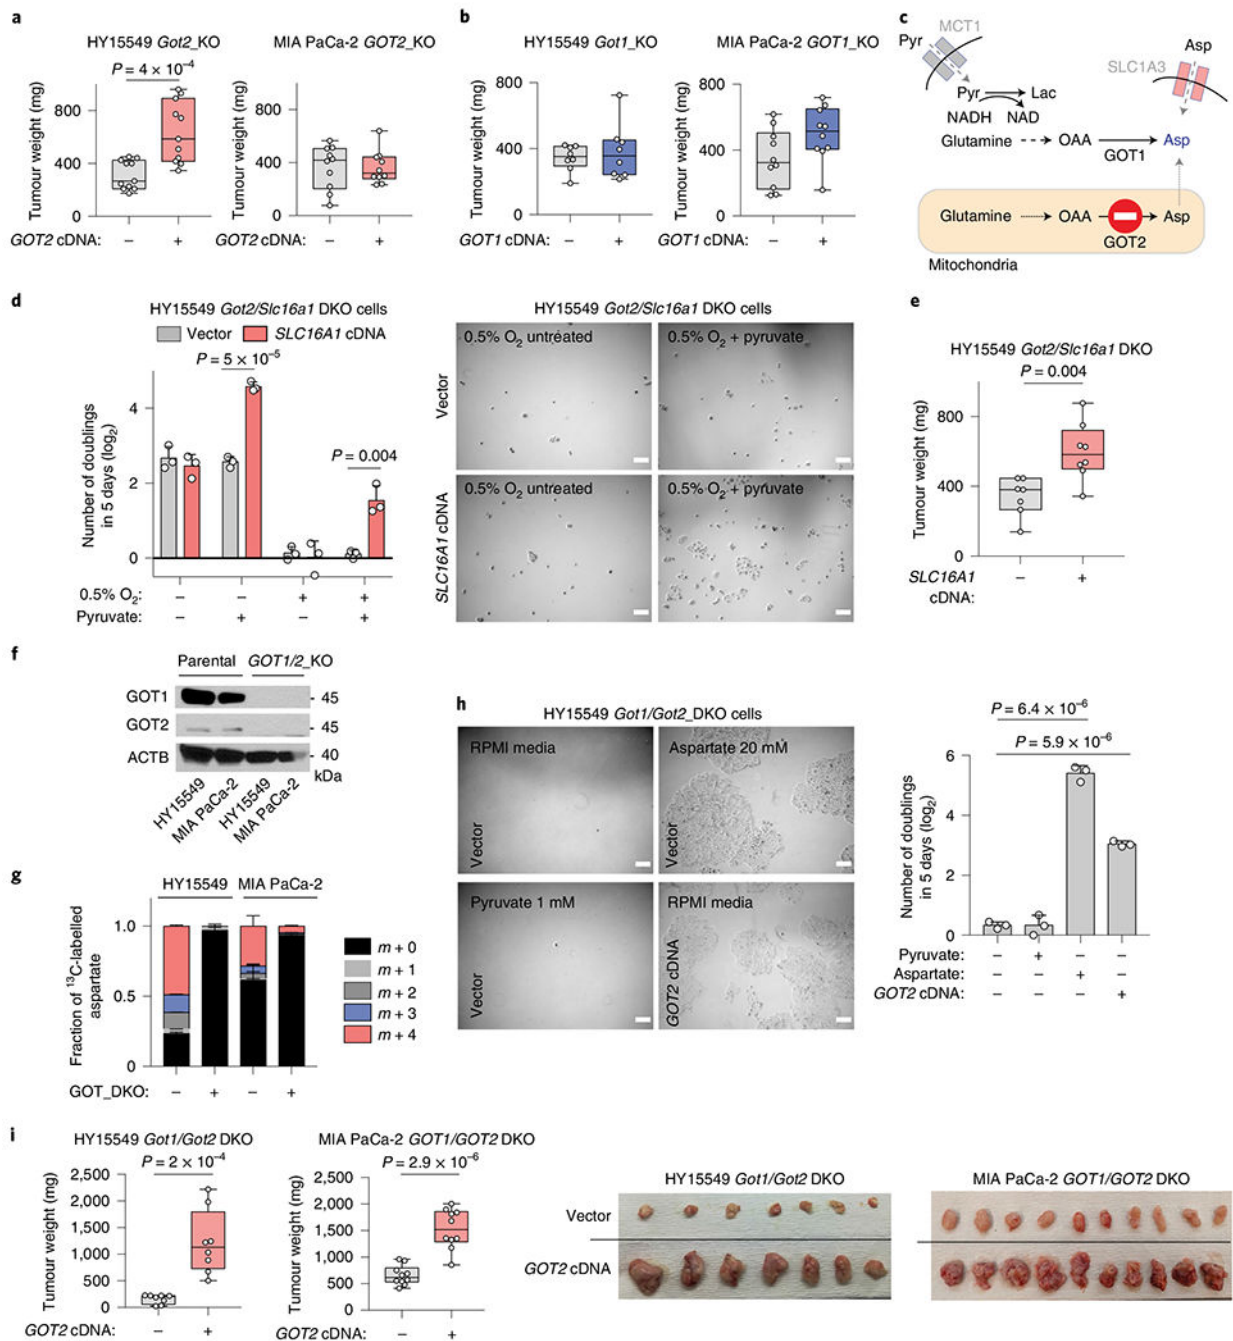 a
HY15549 Got2_KO
P = 4 × 10–4
Tumour weight (mg)
800
400
0
GOT2 cDNA: – +
MIA PaCa-2 GOT2_KO
Tumour weight (mg)
800
400
0
GOT2 cDNA: – +
b
HY15549 Got1_KO
Tumour weight (mg)
800
400
0
GOT1 cDNA: – +
MIA PaCa-2 GOT1_KO
Tumour weight (mg)
800
400
0
GOT1 cDNA: – +
c
MCT1
Pyr
Asp
SLC1A3
Pyr Lac
NADH NAD
Glutamine OAA Asp
GOT1
Glutamine OAA Asp
GOT2
Mitochondria
d
HY15549 Got2/Slc16a1 DKO cells
Vector SLC16A1 cDNA
P = 5 × 10–5
P = 0.004
Number of doublings
in 5 days (log2)
4
2
0
0.5% O2: – – + +
Pyruvate: – + – +
HY15549 Got2/Slc16a1 DKO cells
0.5% O2 untreated
0.5% O2 + pyruvate
Vector
0.5% O2 untreated
0.5% O2 + pyruvate
SLC16A1 cDNA
e
HY15549 Got2/Slc16a1 DKO
P = 0.004
Tumour weight (mg)
800
400
0
SLC16A1 – +
cDNA:
f
Parental GOT1/2_KO
GOT1 - 45
GOT2 - 45
ACTB - 40
kDa
HY15549
MIA PaCa-2
HY15549
MIA PaCa-2
g
HY15549 MIA PaCa-2
Fraction of 13C-labelled
aspartate
1.0
0.5
0
GOT_DKO: – + – +
m + 0
m + 1
m + 2
m + 3
m + 4
h
HY15549 Got1/Got2_DKO cells
RPMI media
Vector
Aspartate 20 mM
Vector
Pyruvate 1 mM
Vector
RPMI media
GOT2 cDNA
P = 6.4 × 10–6
P = 5.9 × 10–6
Number of doublings
in 5 days (log2)
6
4
2
0
Pyruvate: – + – –
Aspartate: – – + –
GOT2 cDNA: – – – +
i
HY15549 Got1/Got2 DKO
P = 2 × 10–4
Tumour weight (mg)
2,500
2,000
1,500
1,000
500
0
GOT2 cDNA: – +
MIA PaCa-2 GOT1/GOT2 DKO
P = 2.9 × 10–6
Tumour weight (mg)
2,500
2,000
1,500
1,000
500
0
GOT2 cDNA: – +
HY15549 Got1/Got2 DKO
Vector
GOT2 cDNA
MIA PaCa-2 GOT1/GOT2 DKO